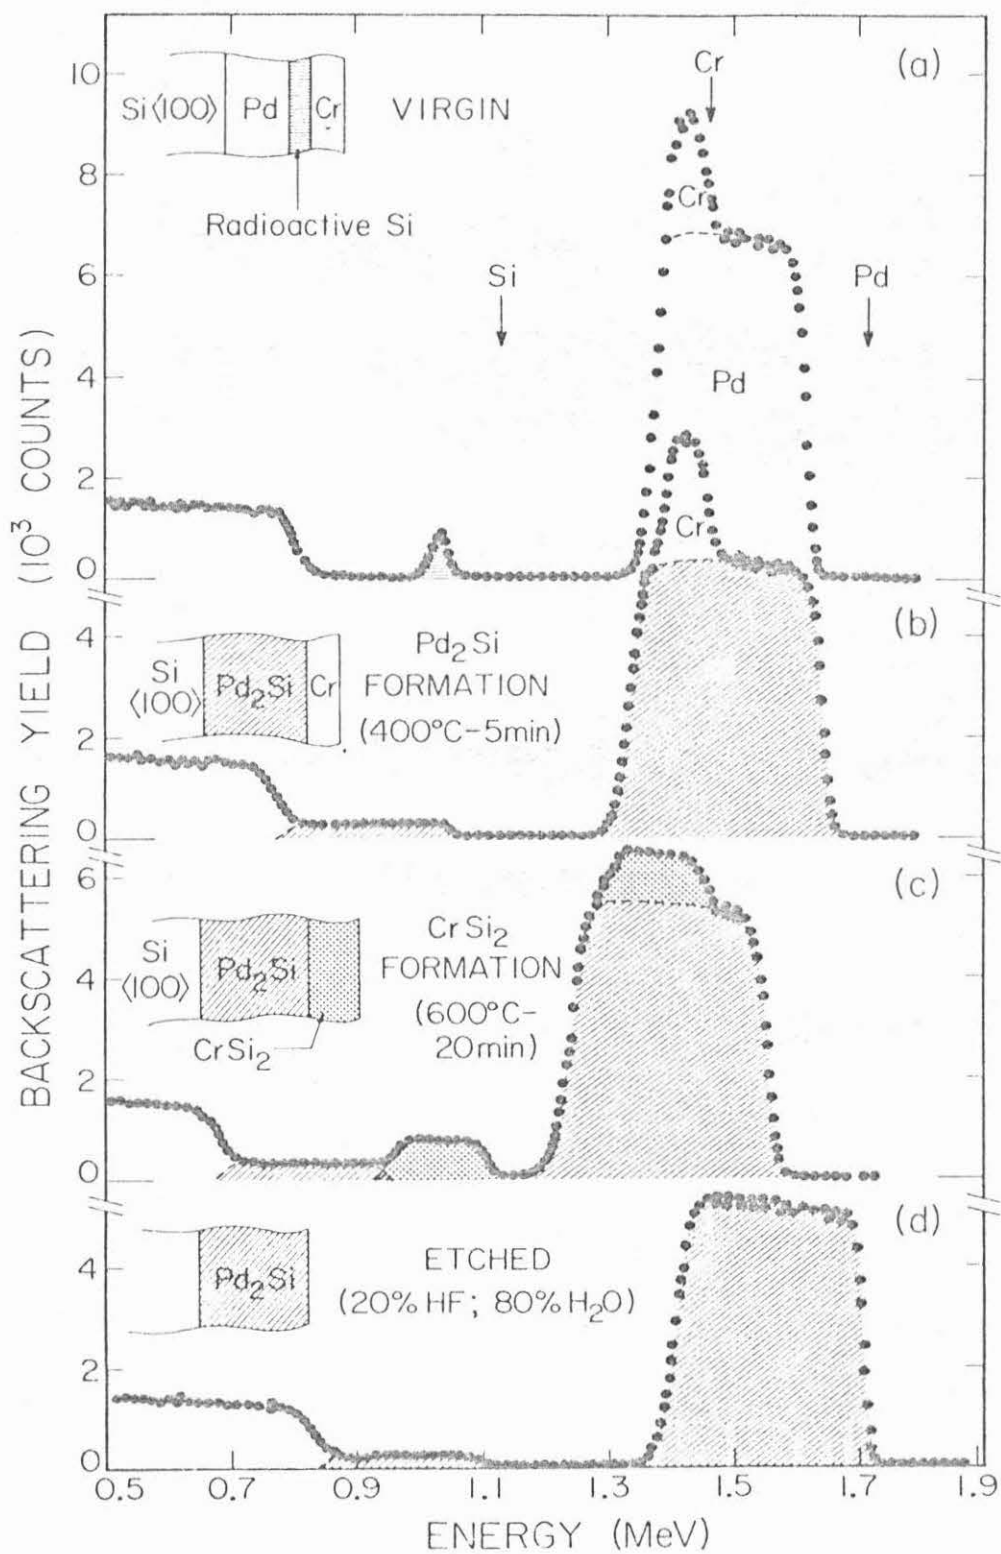 (a)
Cr
10
Si⟨100⟩ Pd Cr
VIRGIN
8
Cr
Radioactive Si
6
Si
Pd
4
Pd
2
Cr
0
(b)
4
Si
⟨100⟩
Pd₂Si Cr
Pd₂Si
FORMATION
(400°C-5min)
2
0
(c)
6
Si
⟨100⟩
Pd₂Si
CrSi₂
FORMATION
(600°C-
20min)
4
CrSi₂
2
0
(d)
4
Pd₂Si
ETCHED
(20% HF; 80% H₂O)
2
0
0.5 0.7 0.9 1.1 1.3 1.5 1.7 1.9
ENERGY (MeV)
BACKSCATTERING YIELD (10³ COUNTS)